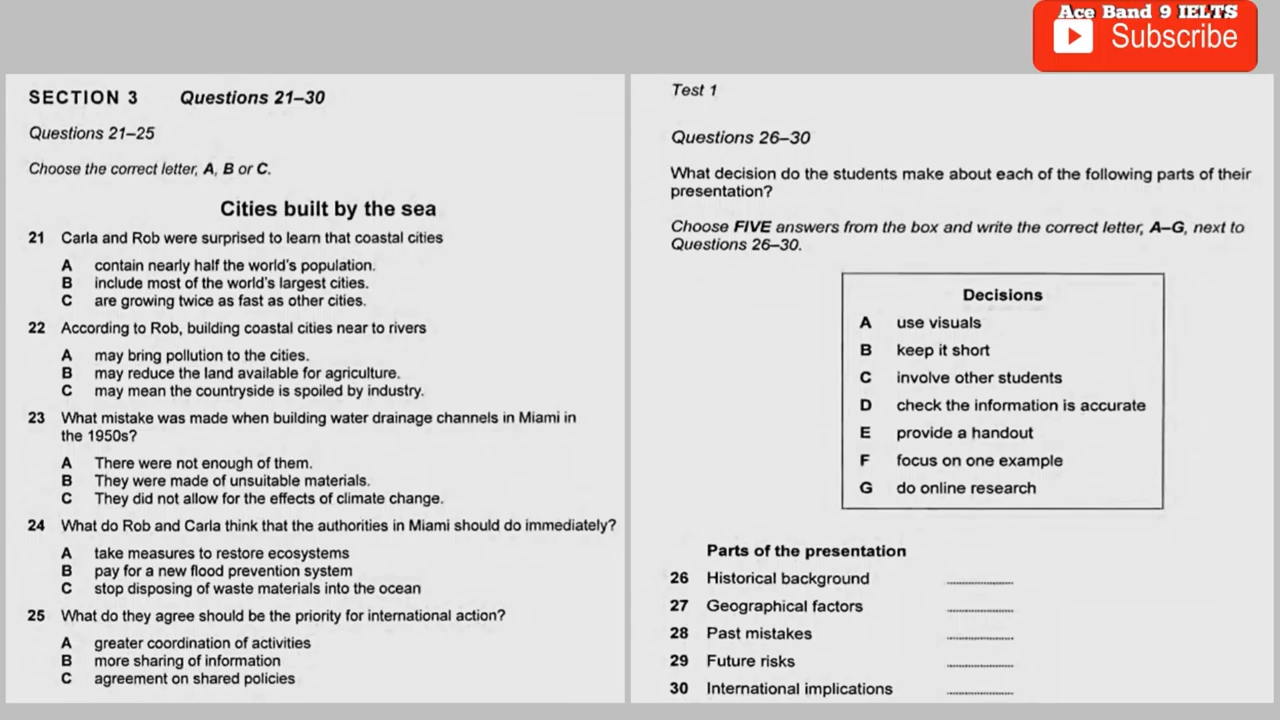 Ace Band 9 IELTS
Subscribe
SECTION 3 Questions 21–30
Questions 21–25
Choose the correct letter, A, B or C.
Cities built by the sea
21 Carla and Rob were surprised to learn that coastal cities
A contain nearly half the world's population.
B include most of the world's largest cities.
C are growing twice as fast as other cities.
22 According to Rob, building coastal cities near to rivers
A may bring pollution to the cities.
B may reduce the land available for agriculture.
C may mean the countryside is spoiled by industry.
23 What mistake was made when building water drainage channels in Miami in
the 1950s?
A There were not enough of them.
B They were made of unsuitable materials.
C They did not allow for the effects of climate change.
24 What do Rob and Carla think that the authorities in Miami should do immediately?
A take measures to restore ecosystems
B pay for a new flood prevention system
C stop disposing of waste materials into the ocean
25 What do they agree should be the priority for international action?
A greater coordination of activities
B more sharing of information
C agreement on shared policies
Test 1
Questions 26–30
What decision do the students make about each of the following parts of their
presentation?
Choose FIVE answers from the box and write the correct letter, A–G, next to
Questions 26–30.
Decisions
A use visuals
B keep it short
C involve other students
D check the information is accurate
E provide a handout
F focus on one example
G do online research
Parts of the presentation
26 Historical background ....................
27 Geographical factors ....................
28 Past mistakes ....................
29 Future risks ....................
30 International implications ....................